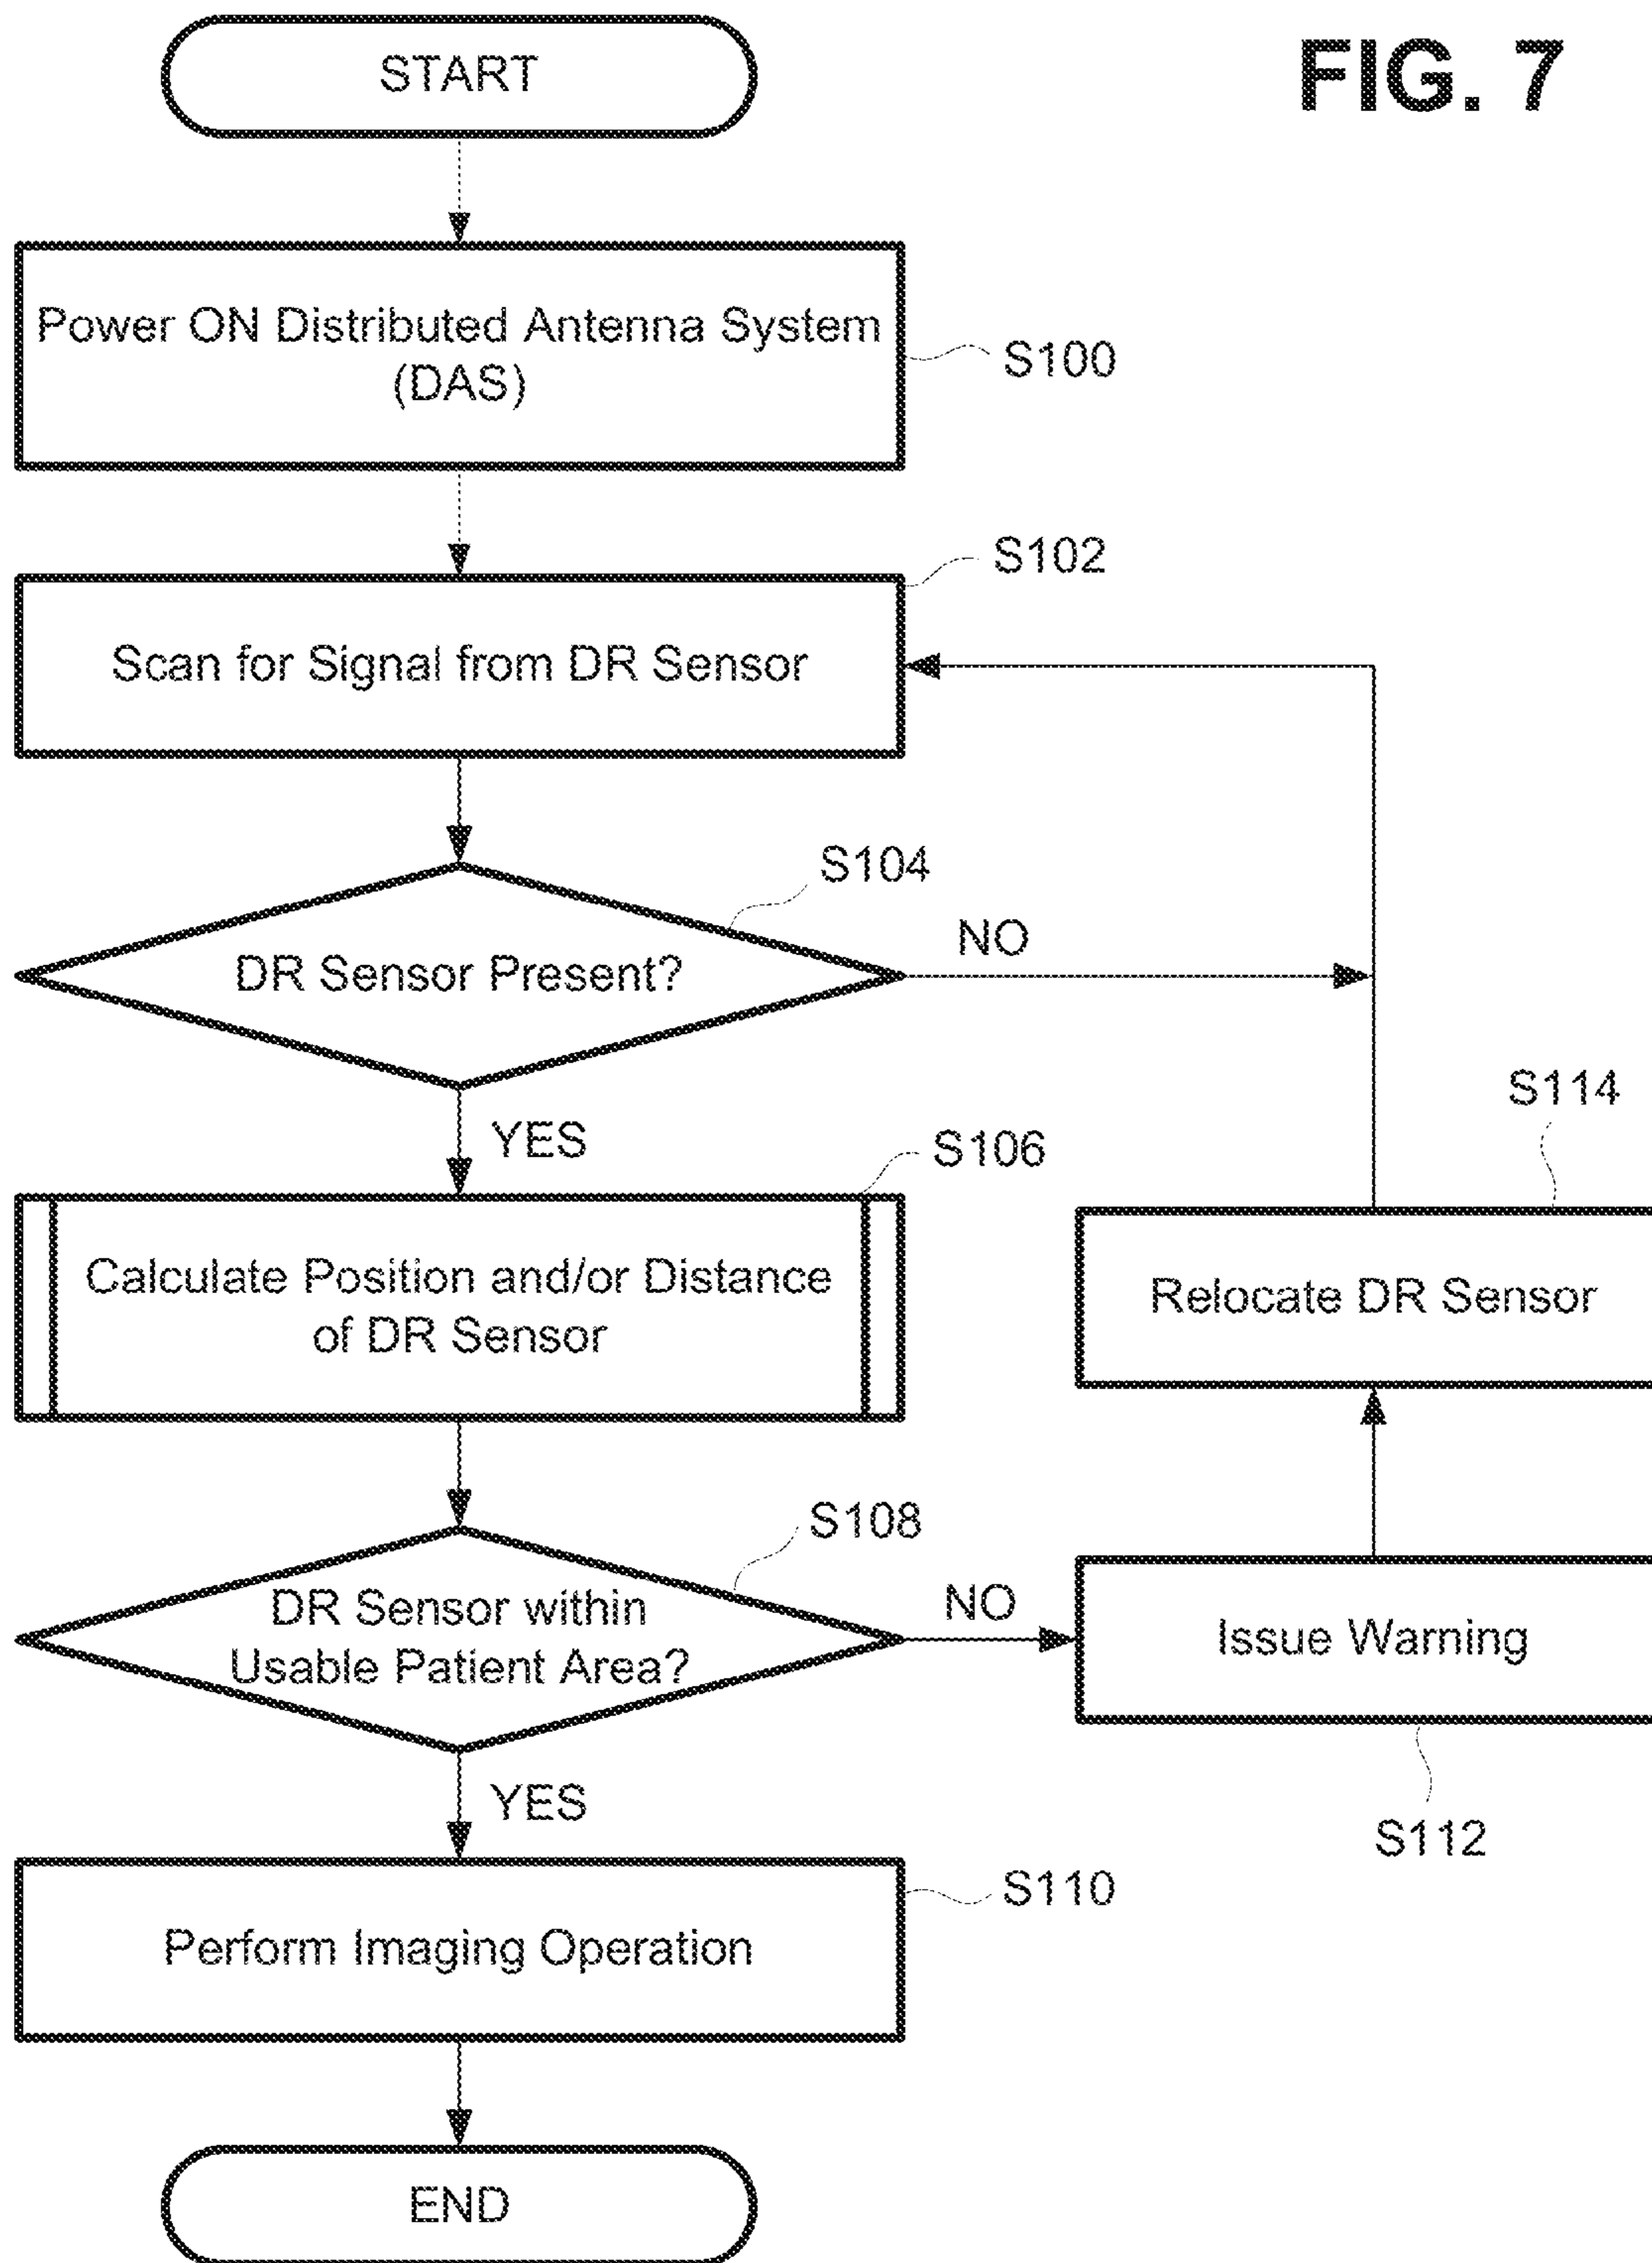 FIG. 7
START
Power ON Distributed Antenna System
(DAS)
S100
S102
Scan for Signal from DR Sensor
S104
DR Sensor Present?
NO
YES
S106
Calculate Position and/or Distance
of DR Sensor
S114
Relocate DR Sensor
S108
DR Sensor within
Usable Patient Area?
NO
Issue Warning
S112
YES
S110
Perform Imaging Operation
END